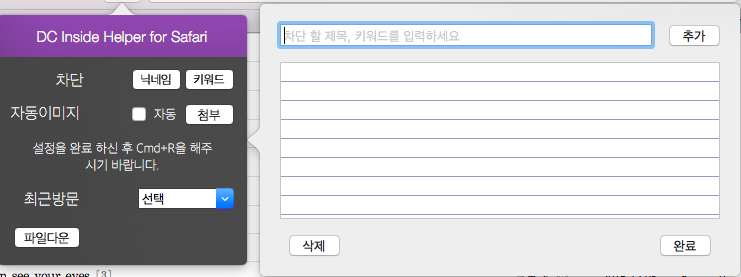 DC Inside Helper for Safari
차단 닉네임 키워드
자동이미지 자동 첨부
설정을 완료 하신 후 Cmd+R을 해주
시기 바랍니다.
최근방문 선택
파일다운
차단 할 제목, 키워드를 입력하세요 추가
삭제 완료
n see your eyes [3]